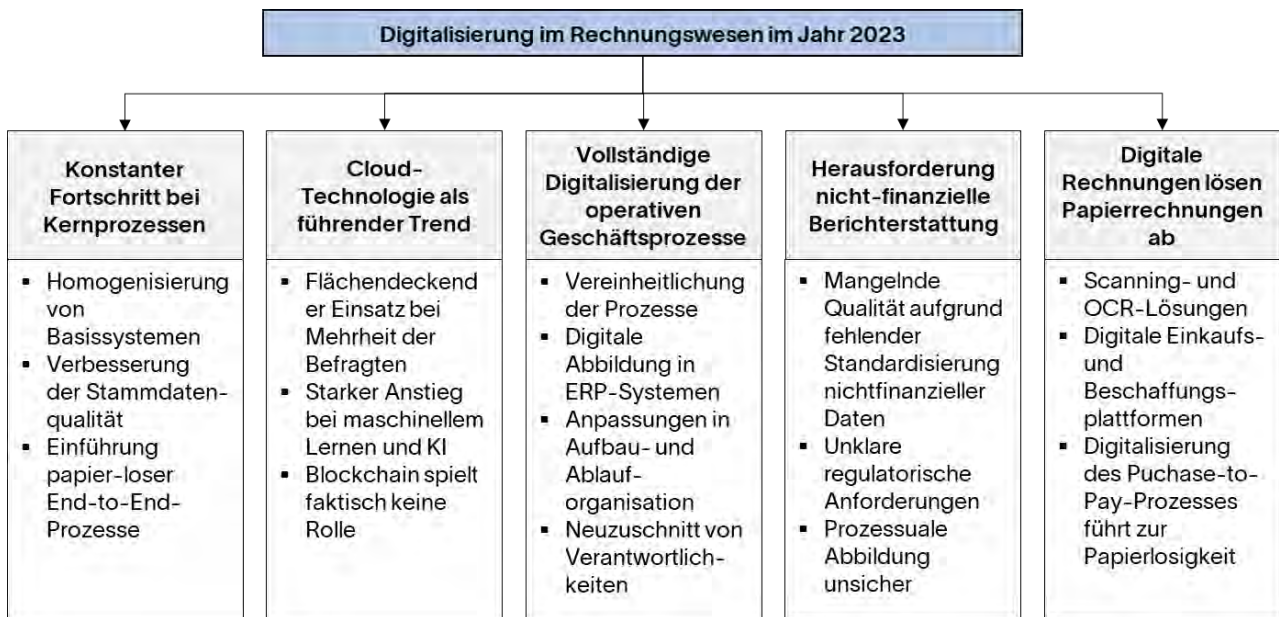 Digitalisierung im Rechnungswesen im Jahr 2023
Konstanter
Fortschritt bei
Kernprozessen
▪ Homogenisierung
von
Basissystemen
▪ Verbesserung
der Stammdaten-
qualität
▪ Einführung
papier-loser
End-to-End-
Prozesse
Cloud-
Technologie als
führender Trend
▪ Flächendeckend
er Einsatz bei
Mehrheit der
Befragten
▪ Starker Anstieg
bei maschinellem
Lernen und KI
▪ Blockchain spielt
faktisch keine
Rolle
Vollständige
Digitalisierung der
operativen
Geschäftsprozesse
▪ Vereinheitlichung
der Prozesse
▪ Digitale
Abbildung in
ERP-Systemen
▪ Anpassungen in
Aufbau- und
Ablauf-
organisation
▪ Neuzuschnitt von
Verantwortlich-
keiten
Herausforderung
nicht-finanzielle
Berichterstattung
▪ Mangelnde
Qualität aufgrund
fehlender
Standardisierung
nichtfinanzieller
Daten
▪ Unklare
regulatorische
Anforderungen
▪ Prozessuale
Abbildung
unsicher
Digitale
Rechnungen lösen
Papierrechnungen
ab
▪ Scanning- und
OCR-Lösungen
▪ Digitale Einkaufs-
und
Beschaffungs-
plattformen
▪ Digitalisierung
des Puchase-to-
Pay-Prozesses
führt zur
Papierlosigkeit